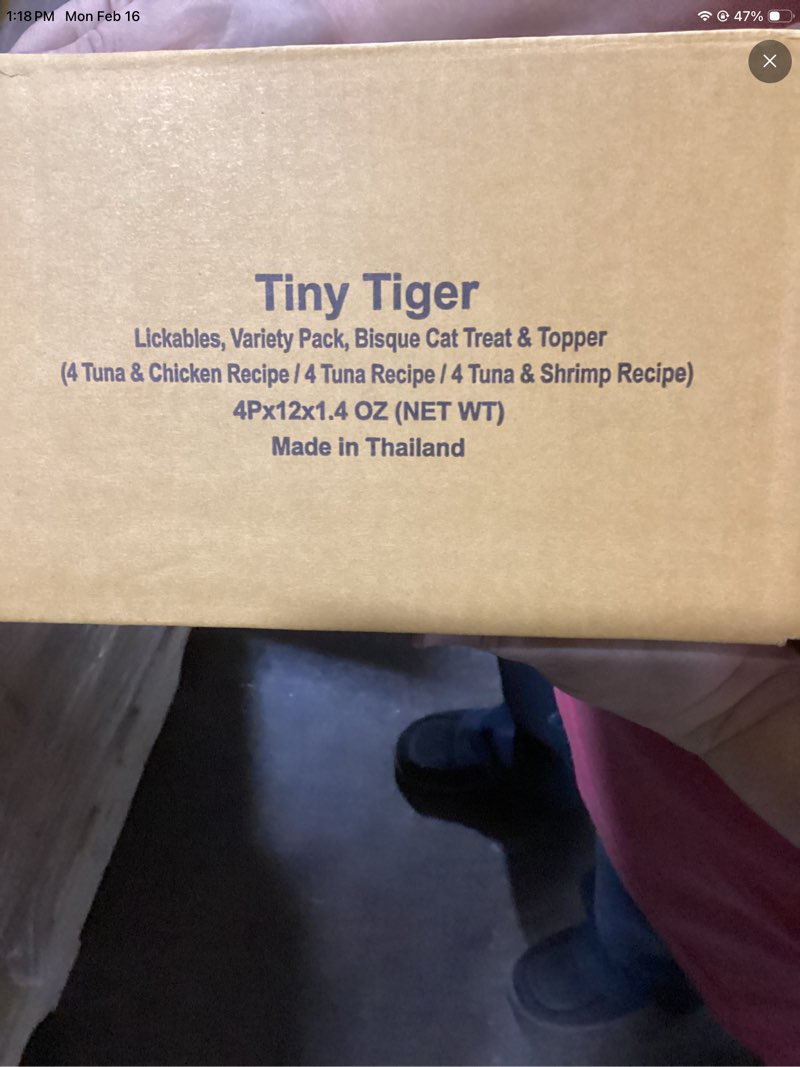 1:18 PM Mon Feb 16
47%
Tiny Tiger
Lickables, Variety Pack, Bisque Cat Treat & Topper
(4 Tuna & Chicken Recipe / 4 Tuna Recipe / 4 Tuna & Shrimp Recipe)
4Px12x1.4 OZ (NET WT)
Made in Thailand